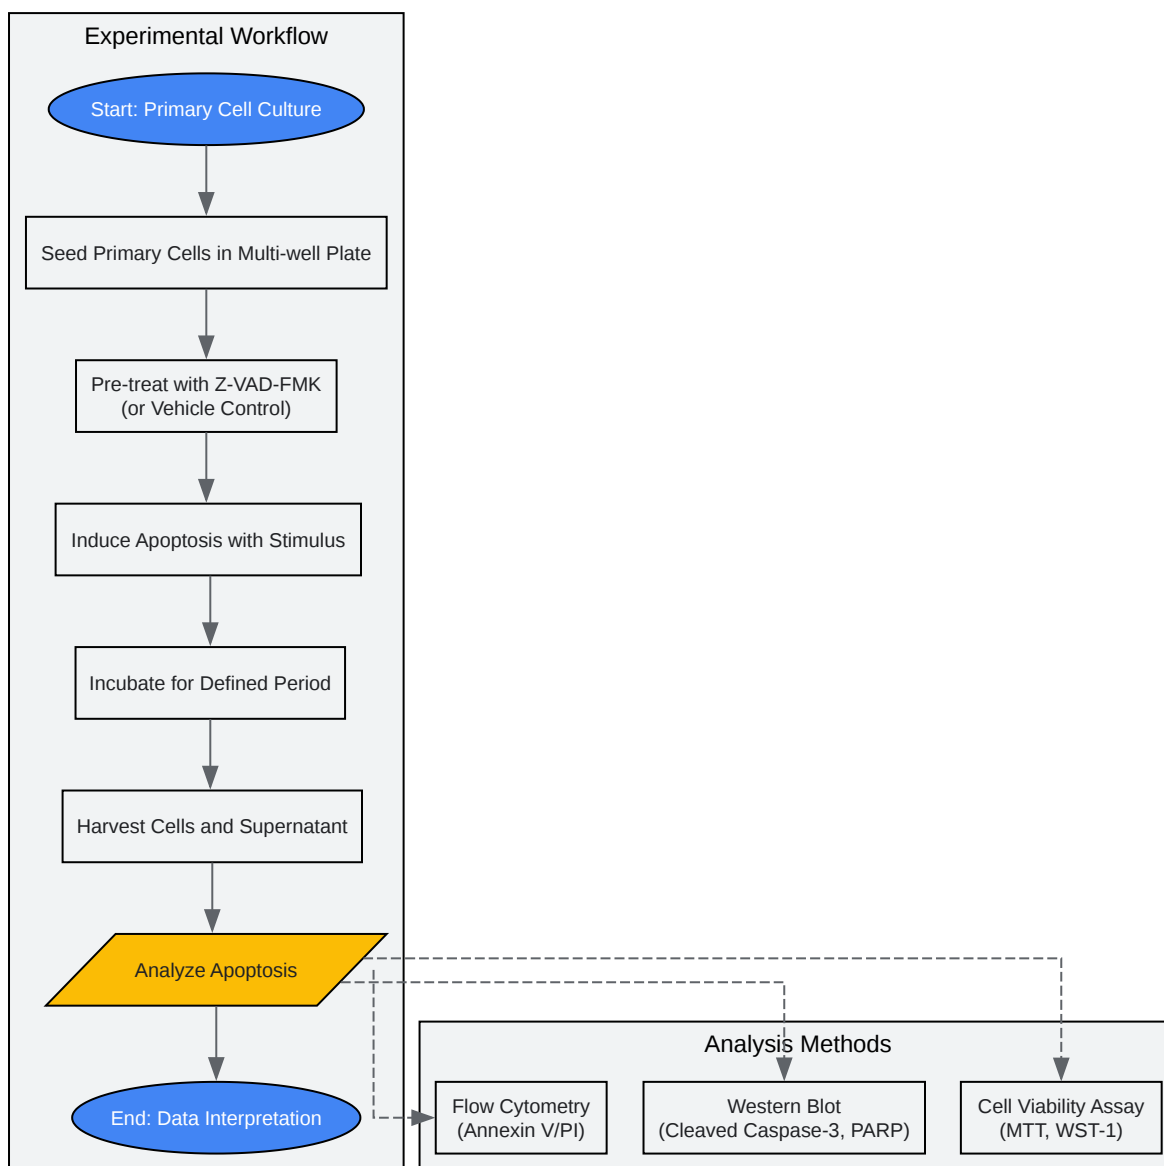 Experimental Workflow
Start: Primary Cell Culture
Seed Primary Cells in Multi-well Plate
Pre-treat with Z-VAD-FMK
(or Vehicle Control)
Induce Apoptosis with Stimulus
Incubate for Defined Period
Harvest Cells and Supernatant
Analyze Apoptosis
End: Data Interpretation
Analysis Methods
Flow Cytometry
(Annexin V/PI)
Western Blot
(Cleaved Caspase-3, PARP)
Cell Viability Assay
(MTT, WST-1)